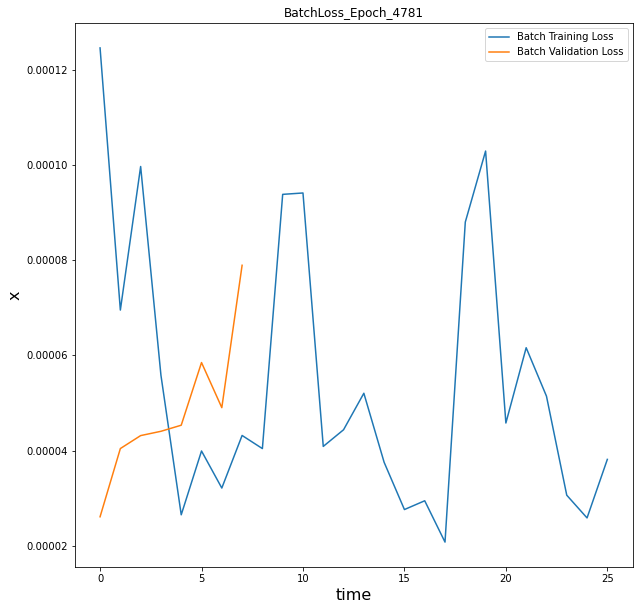 BatchLoss_Epoch_4781
Batch Training Loss
Batch Validation Loss
0.00012
0.00010
0.00008
0.00006
0.00004
0.00002
x
0 5 10 15 20 25
time